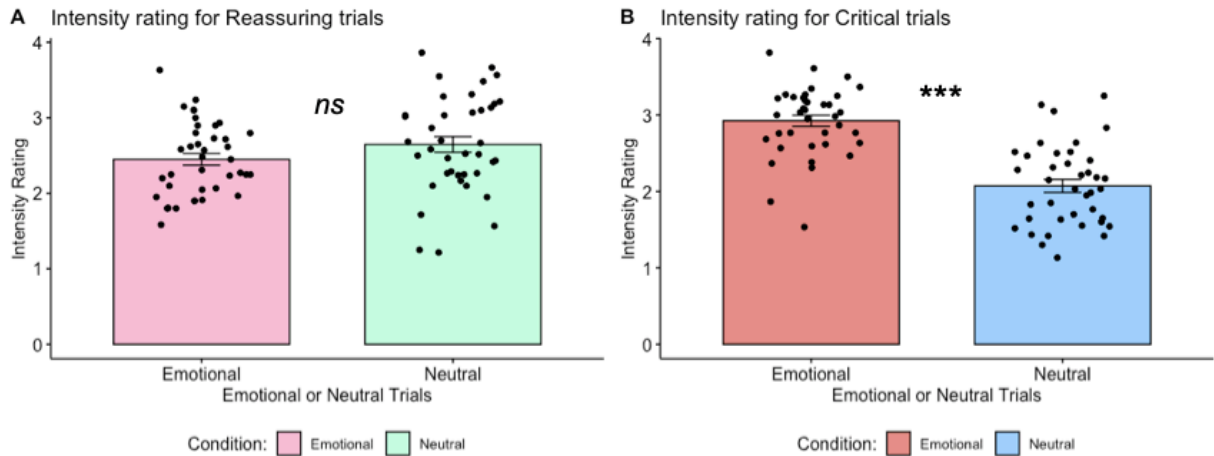 A Intensity rating for Reassuring trials
4
3
2
1
0
Intensity Rating
ns
Emotional Neutral
Emotional or Neutral Trials
Condition: Emotional Neutral
B Intensity rating for Critical trials
4
3
2
1
0
Intensity Rating
***
Emotional Neutral
Emotional or Neutral Trials
Condition: Emotional Neutral